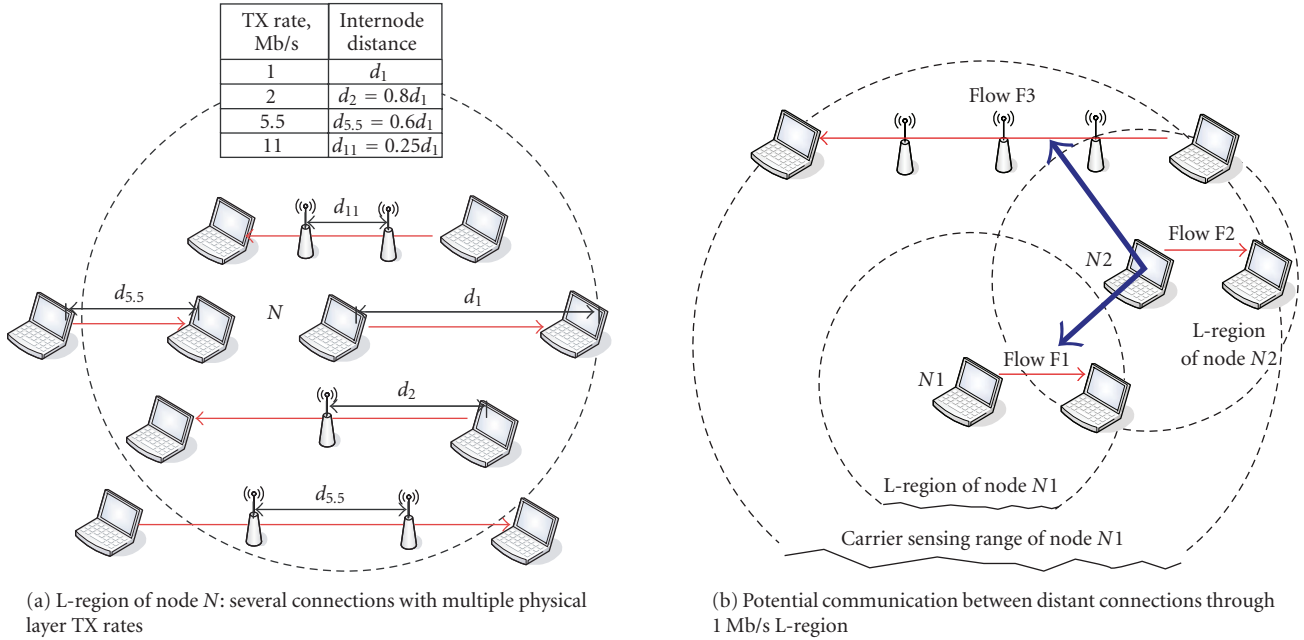 TX rate, Mb/s | Internode distance
1 | d₁
2 | d₂ = 0.8d₁
5.5 | d₅.₅ = 0.6d₁
11 | d₁₁ = 0.25d₁
d₁₁
d₅.₅
N
d₁
d₂
d₅.₅
(a) L-region of node N: several connections with multiple physical
layer TX rates
Flow F3
Flow F2
N2
L-region
of node N2
Flow F1
N1
L-region of node N1
Carrier sensing range of node N1
(b) Potential communication between distant connections through
1 Mb/s L-region